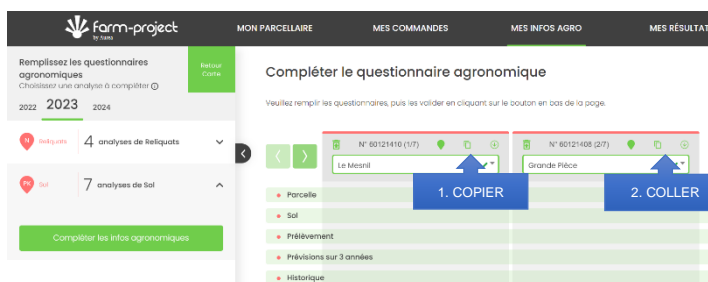 farm-project
by Aurea
MON PARCELLAIRE
MES COMMANDES
MES INFOS AGRO
MES RÉSULTAT
Remplissez les questionnaires
agronomiques
Choisissez une analyse à compléter
Retour
Carte
2022 2023 2024
N Reliquats 4 analyses de Reliquats
PK Sol 7 analyses de Sol
Compléter les infos agronomiques
Compléter le questionnaire agronomique
Veuillez remplir les questionnaires, puis les valider en cliquant sur le bouton en bas de la page.
N° 60121410 (1/7)
Le Mesnil
N° 60121408 (2/7)
Grande Pièce
1. COPIER
2. COLLER
Parcelle
Sol
Prélèvement
Prévisions sur 3 années
Historique